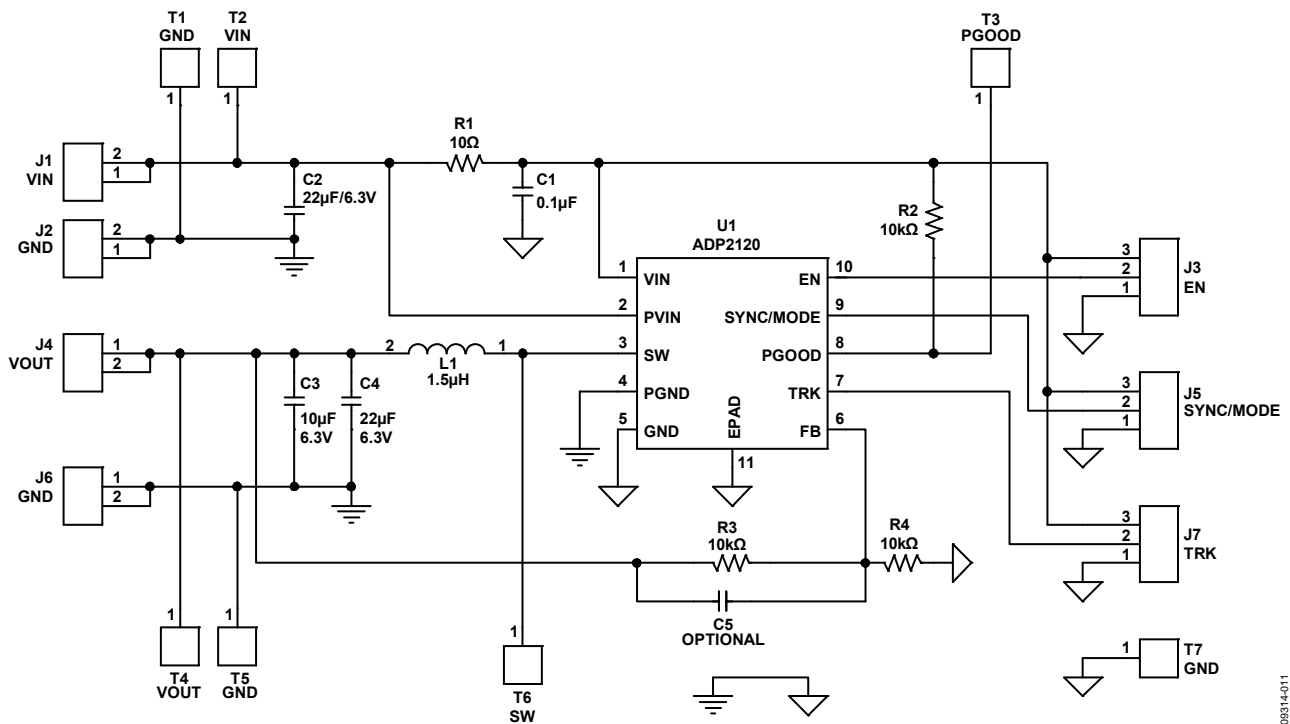 T1
GND
T2
VIN
T3
PGOOD
1
1
1
J1
VIN
2
1
R1
10Ω
C2
22µF/6.3V
C1
0.1µF
R2
10kΩ
J2
GND
2
1
U1
ADP2120
1
VIN
EN
10
2
PVIN
SYNC/MODE
9
3
SW
PGOOD
8
4
PGND
TRK
7
5
GND
EPAD
FB
6
11
3
2
1
J3
EN
J4
VOUT
1
2
2
L1
1.5µH
1
C3
10µF
6.3V
C4
22µF
6.3V
3
2
1
J5
SYNC/MODE
J6
GND
1
2
R3
10kΩ
R4
10kΩ
C5
OPTIONAL
3
2
1
J7
TRK
1
T4
VOUT
1
T5
GND
1
T6
SW
1
T7
GND
09314-011